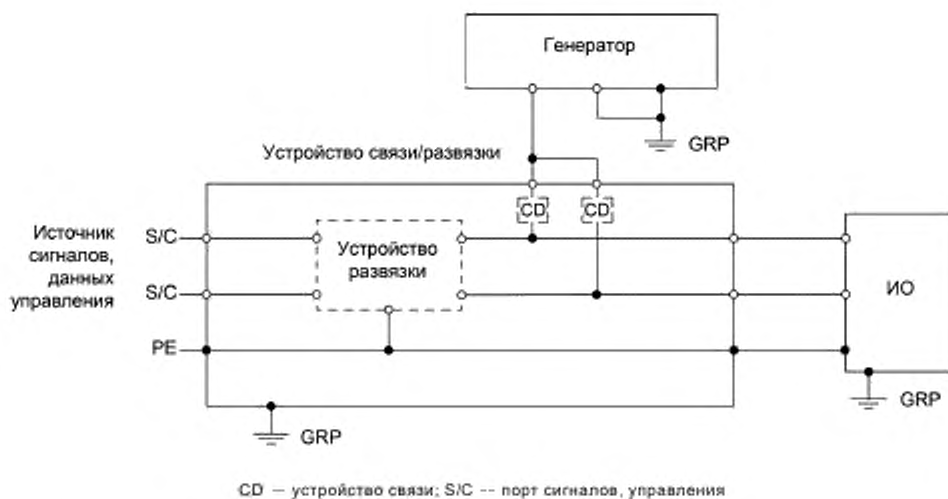 Генератор
GRP
Устройство связи/развязки
CD
CD
Источник
сигналов,
данных
управления
S/C
S/C
PE
Устройство
развязки
ИО
GRP
GRP
CD — устройство связи; S/C -- порт сигналов, управления